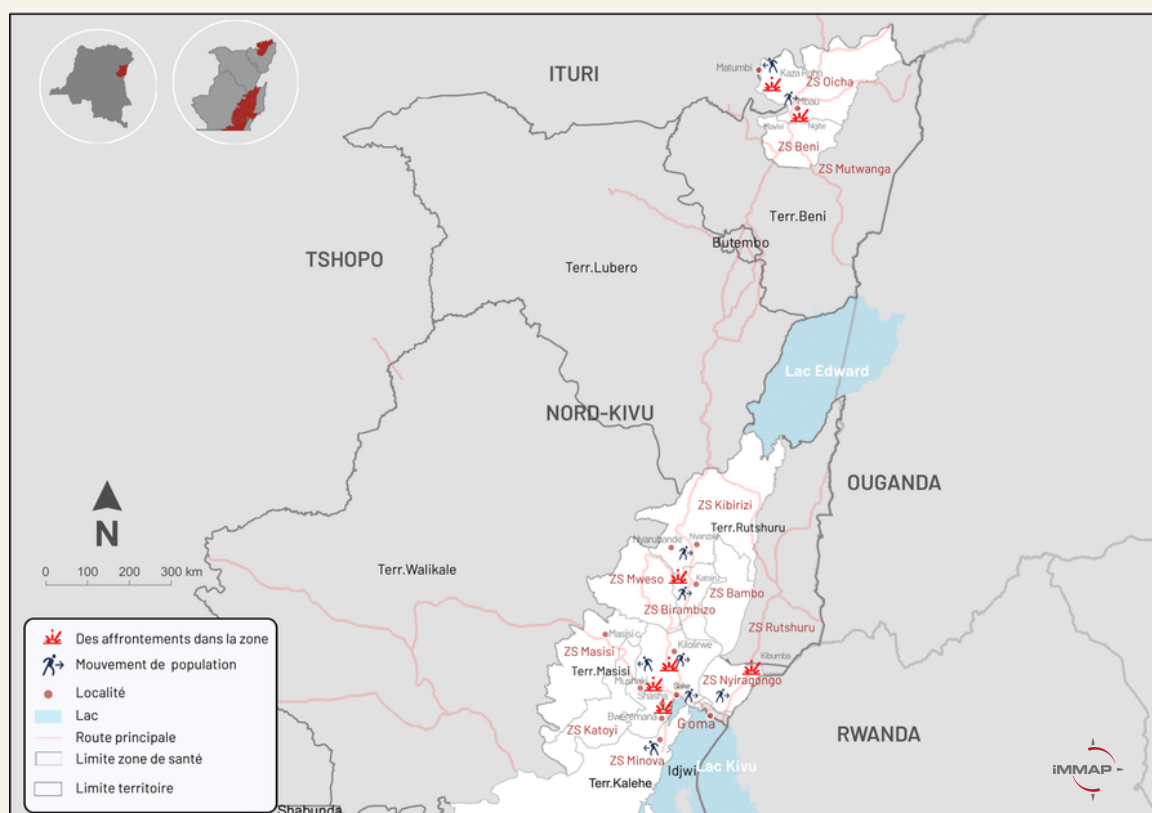 ITURI
Matumbi
Kaza Roho
ZS Oicha
Mbau
Mavivi
Ngite
ZS Beni
ZS Mutwanga
Terr.Beni
Butembo
TSHOPO
Terr.Lubero
Lac Edward
NORD-KIVU
OUGANDA
ZS Kibirizi
Terr.Rutshuru
Nyarubande
Nyanzale
N
0 100 200 300 km
Terr.Walikale
ZS Mweso
Katsiru
ZS Bambo
ZS Birambizo
ZS Rutshuru
Masisi c.
ZS Masisi
Kilolirwe
Kibumba
Terr.Masisi
Mushaki
ZS Nyiragongo
Sake
Shasha
Bweremana
Goma
ZS Katoyi
RWANDA
ZS Minova
Idjwi
Lac Kivu
Terr.Kalehe
Shabunda
Des affrontements dans la zone
Mouvement de population
Localité
Lac
Route principale
Limite zone de santé
Limite territoire
iMMAP